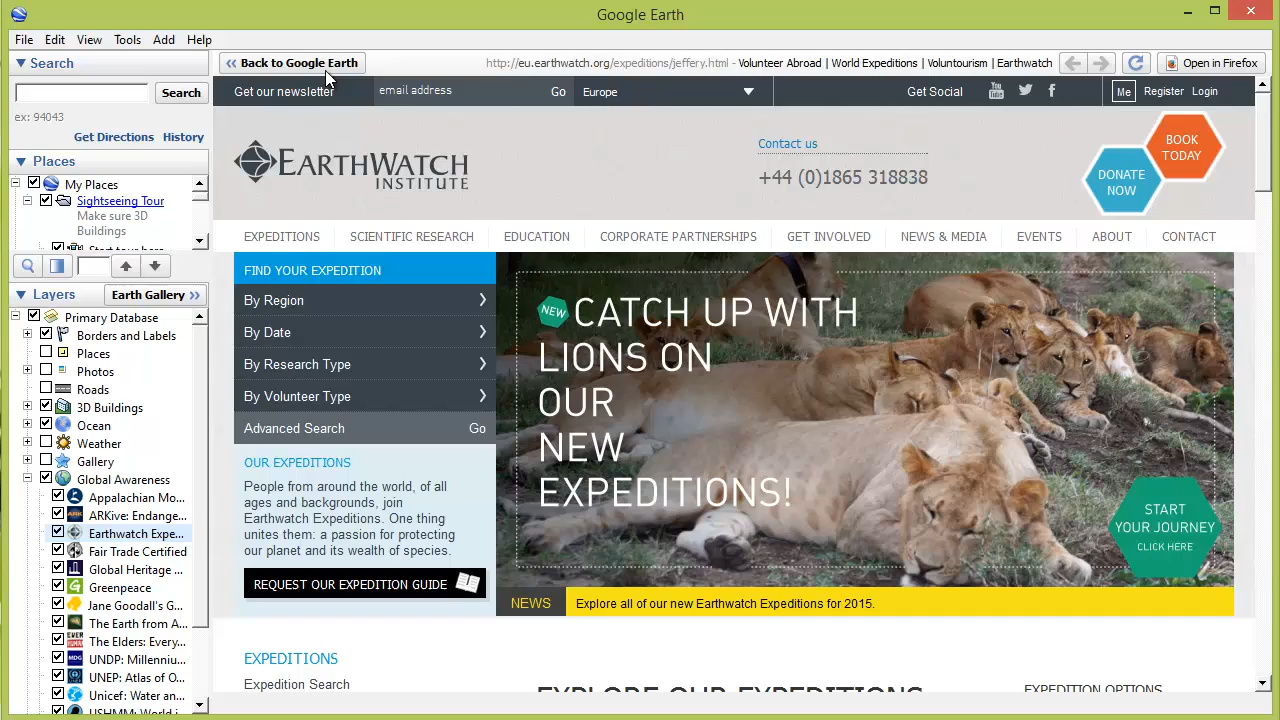 Google Earth
File Edit View Tools Add Help
Search
Search
ex: 94043
Get Directions History
Places
My Places
Sightseeing Tour
Make sure 3D
Buildings
Layers Earth Gallery >>
Primary Database
Borders and Labels
Places
Photos
Roads
3D Buildings
Ocean
Weather
Gallery
Global Awareness
Appalachian Mo...
ARKive: Endange...
Earthwatch Expe...
Fair Trade Certified
Global Heritage ...
Greenpeace
Jane Goodall's G...
The Earth from A...
The Elders: Every...
UNDP: Millenniu...
UNEP: Atlas of O...
Unicef: Water an...
USHMM: World i...
Back to Google Earth
http://eu.earthwatch.org/expeditions/jeffery.html - Volunteer Abroad | World Expeditions | Voluntourism | Earthwatch
Open in Firefox
Get our newsletter email address Go Europe Get Social You Tube Me Register Login
EARTHWATCH
INSTITUTE
Contact us
+44 (0)1865 318838
BOOK
TODAY
DONATE
NOW
EXPEDITIONS SCIENTIFIC RESEARCH EDUCATION CORPORATE PARTNERSHIPS GET INVOLVED NEWS & MEDIA EVENTS ABOUT CONTACT
FIND YOUR EXPEDITION
By Region
By Date
By Research Type
By Volunteer Type
Advanced Search Go
OUR EXPEDITIONS
People from around the world, of all
ages and backgrounds, join
Earthwatch Expeditions. One thing
unites them: a passion for protecting
our planet and its wealth of species.
REQUEST OUR EXPEDITION GUIDE
NEW CATCH UP WITH
LIONS ON
OUR
NEW
EXPEDITIONS!
START
YOUR JOURNEY
CLICK HERE
NEWS Explore all of our new Earthwatch Expeditions for 2015.
EXPEDITIONS
Expedition Search
EXPLORE OUR EXPEDITIONS
EXPEDITION OPTIONS